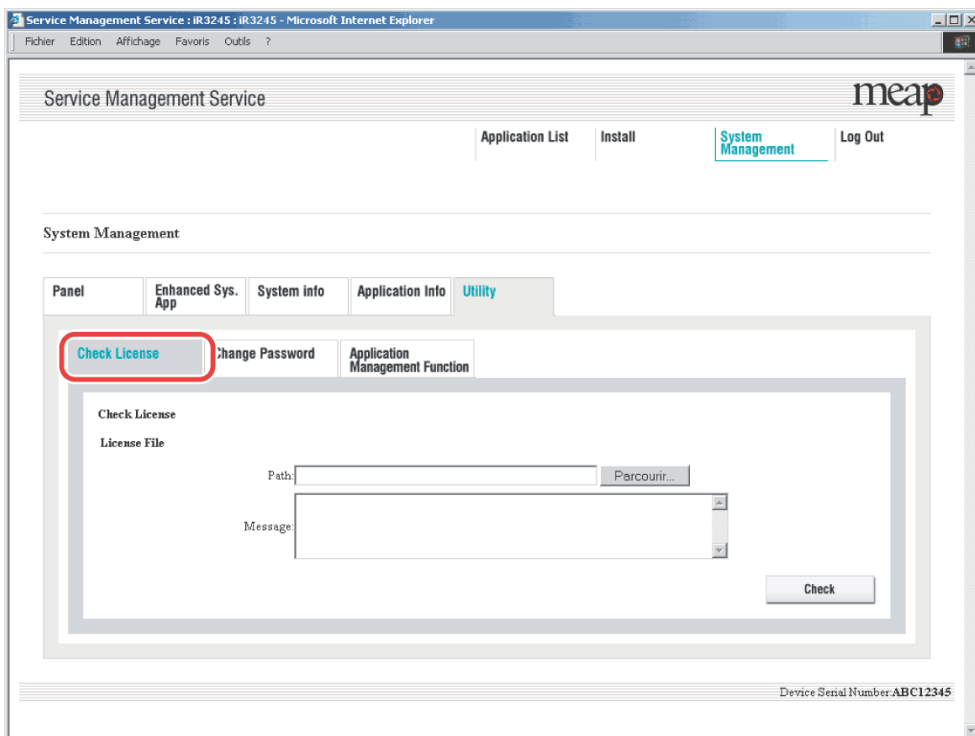 Service Management Service : iR3245 : iR3245 - Microsoft Internet Explorer
Fichier Edition Affichage Favoris Outils ?
Service Management Service
meap
Application List Install System Management Log Out
System Management
Panel Enhanced Sys. App System info Application Info Utility
Check License Change Password Application Management Function
Check License
License File
Path: Parcourir...
Message:
Check
Device Serial Number:ABC12345